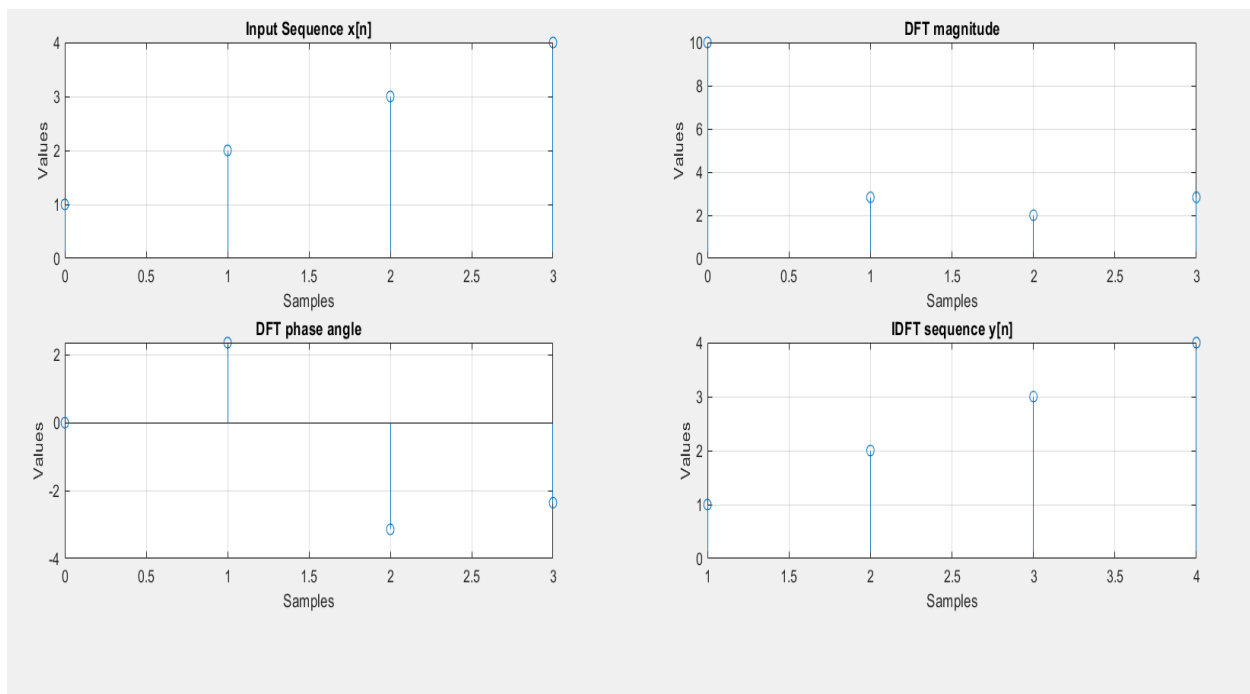 Input Sequence x[n]
Values
4
3
2
1
0
0 0.5 1 1.5 2 2.5 3
Samples
DFT magnitude
Values
10
8
6
4
2
0
0 0.5 1 1.5 2 2.5 3
Samples
DFT phase angle
Values
2
0
-2
-4
0 0.5 1 1.5 2 2.5 3
Samples
IDFT sequence y[n]
Values
4
3
2
1
0
1 1.5 2 2.5 3 3.5 4
Samples